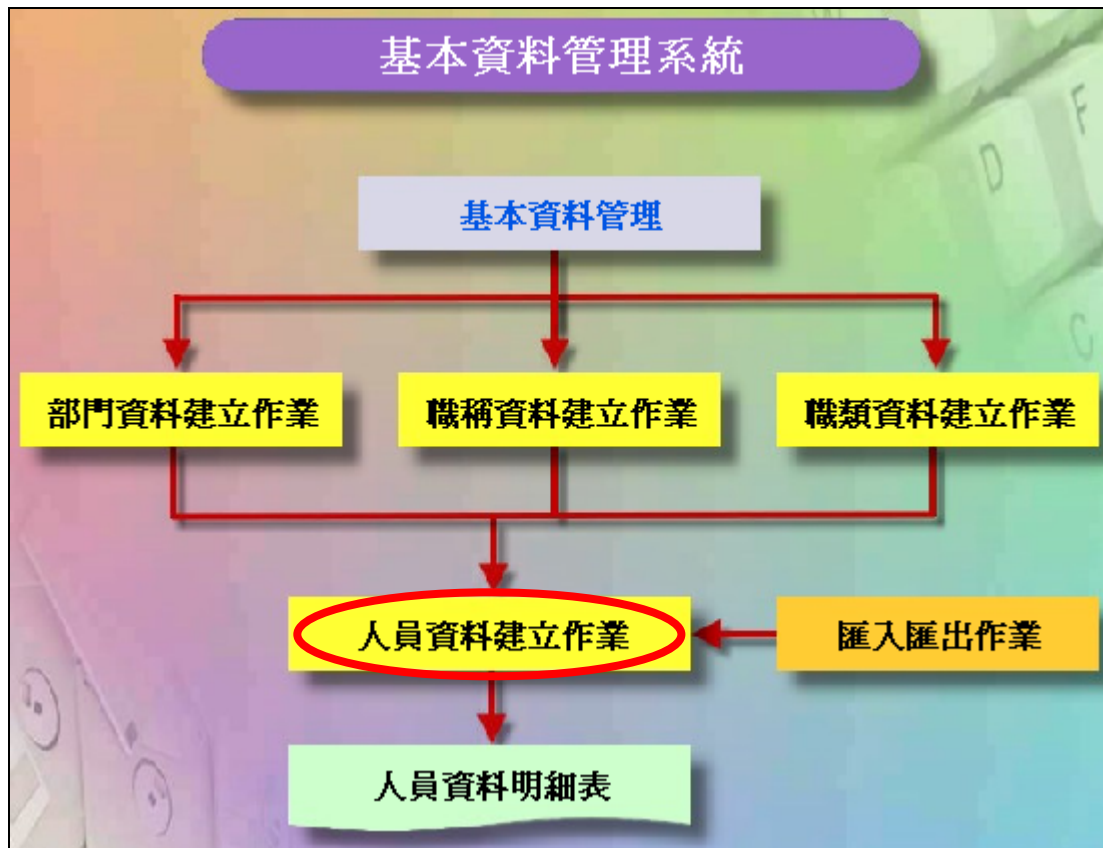 基本資料管理系統
基本資料管理
部門資料建立作業
職稱資料建立作業
職類資料建立作業
人員資料建立作業
匯入匯出作業
人員資料明細表
D
F
C